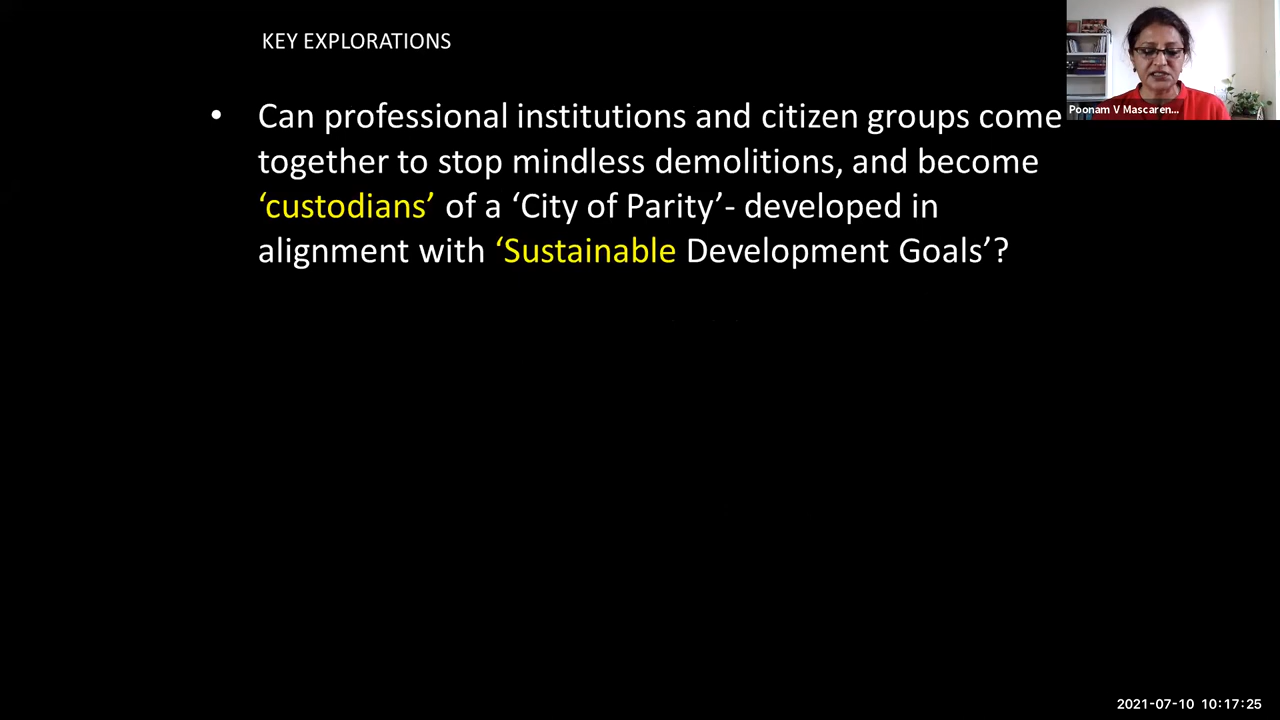 KEY EXPLORATIONS
• Can professional institutions and citizen groups come
together to stop mindless demolitions, and become
‘custodians’ of a ‘City of Parity’- developed in
alignment with ‘Sustainable Development Goals’?
Poonam V Mascaren...
2021-07-10 10:17:25